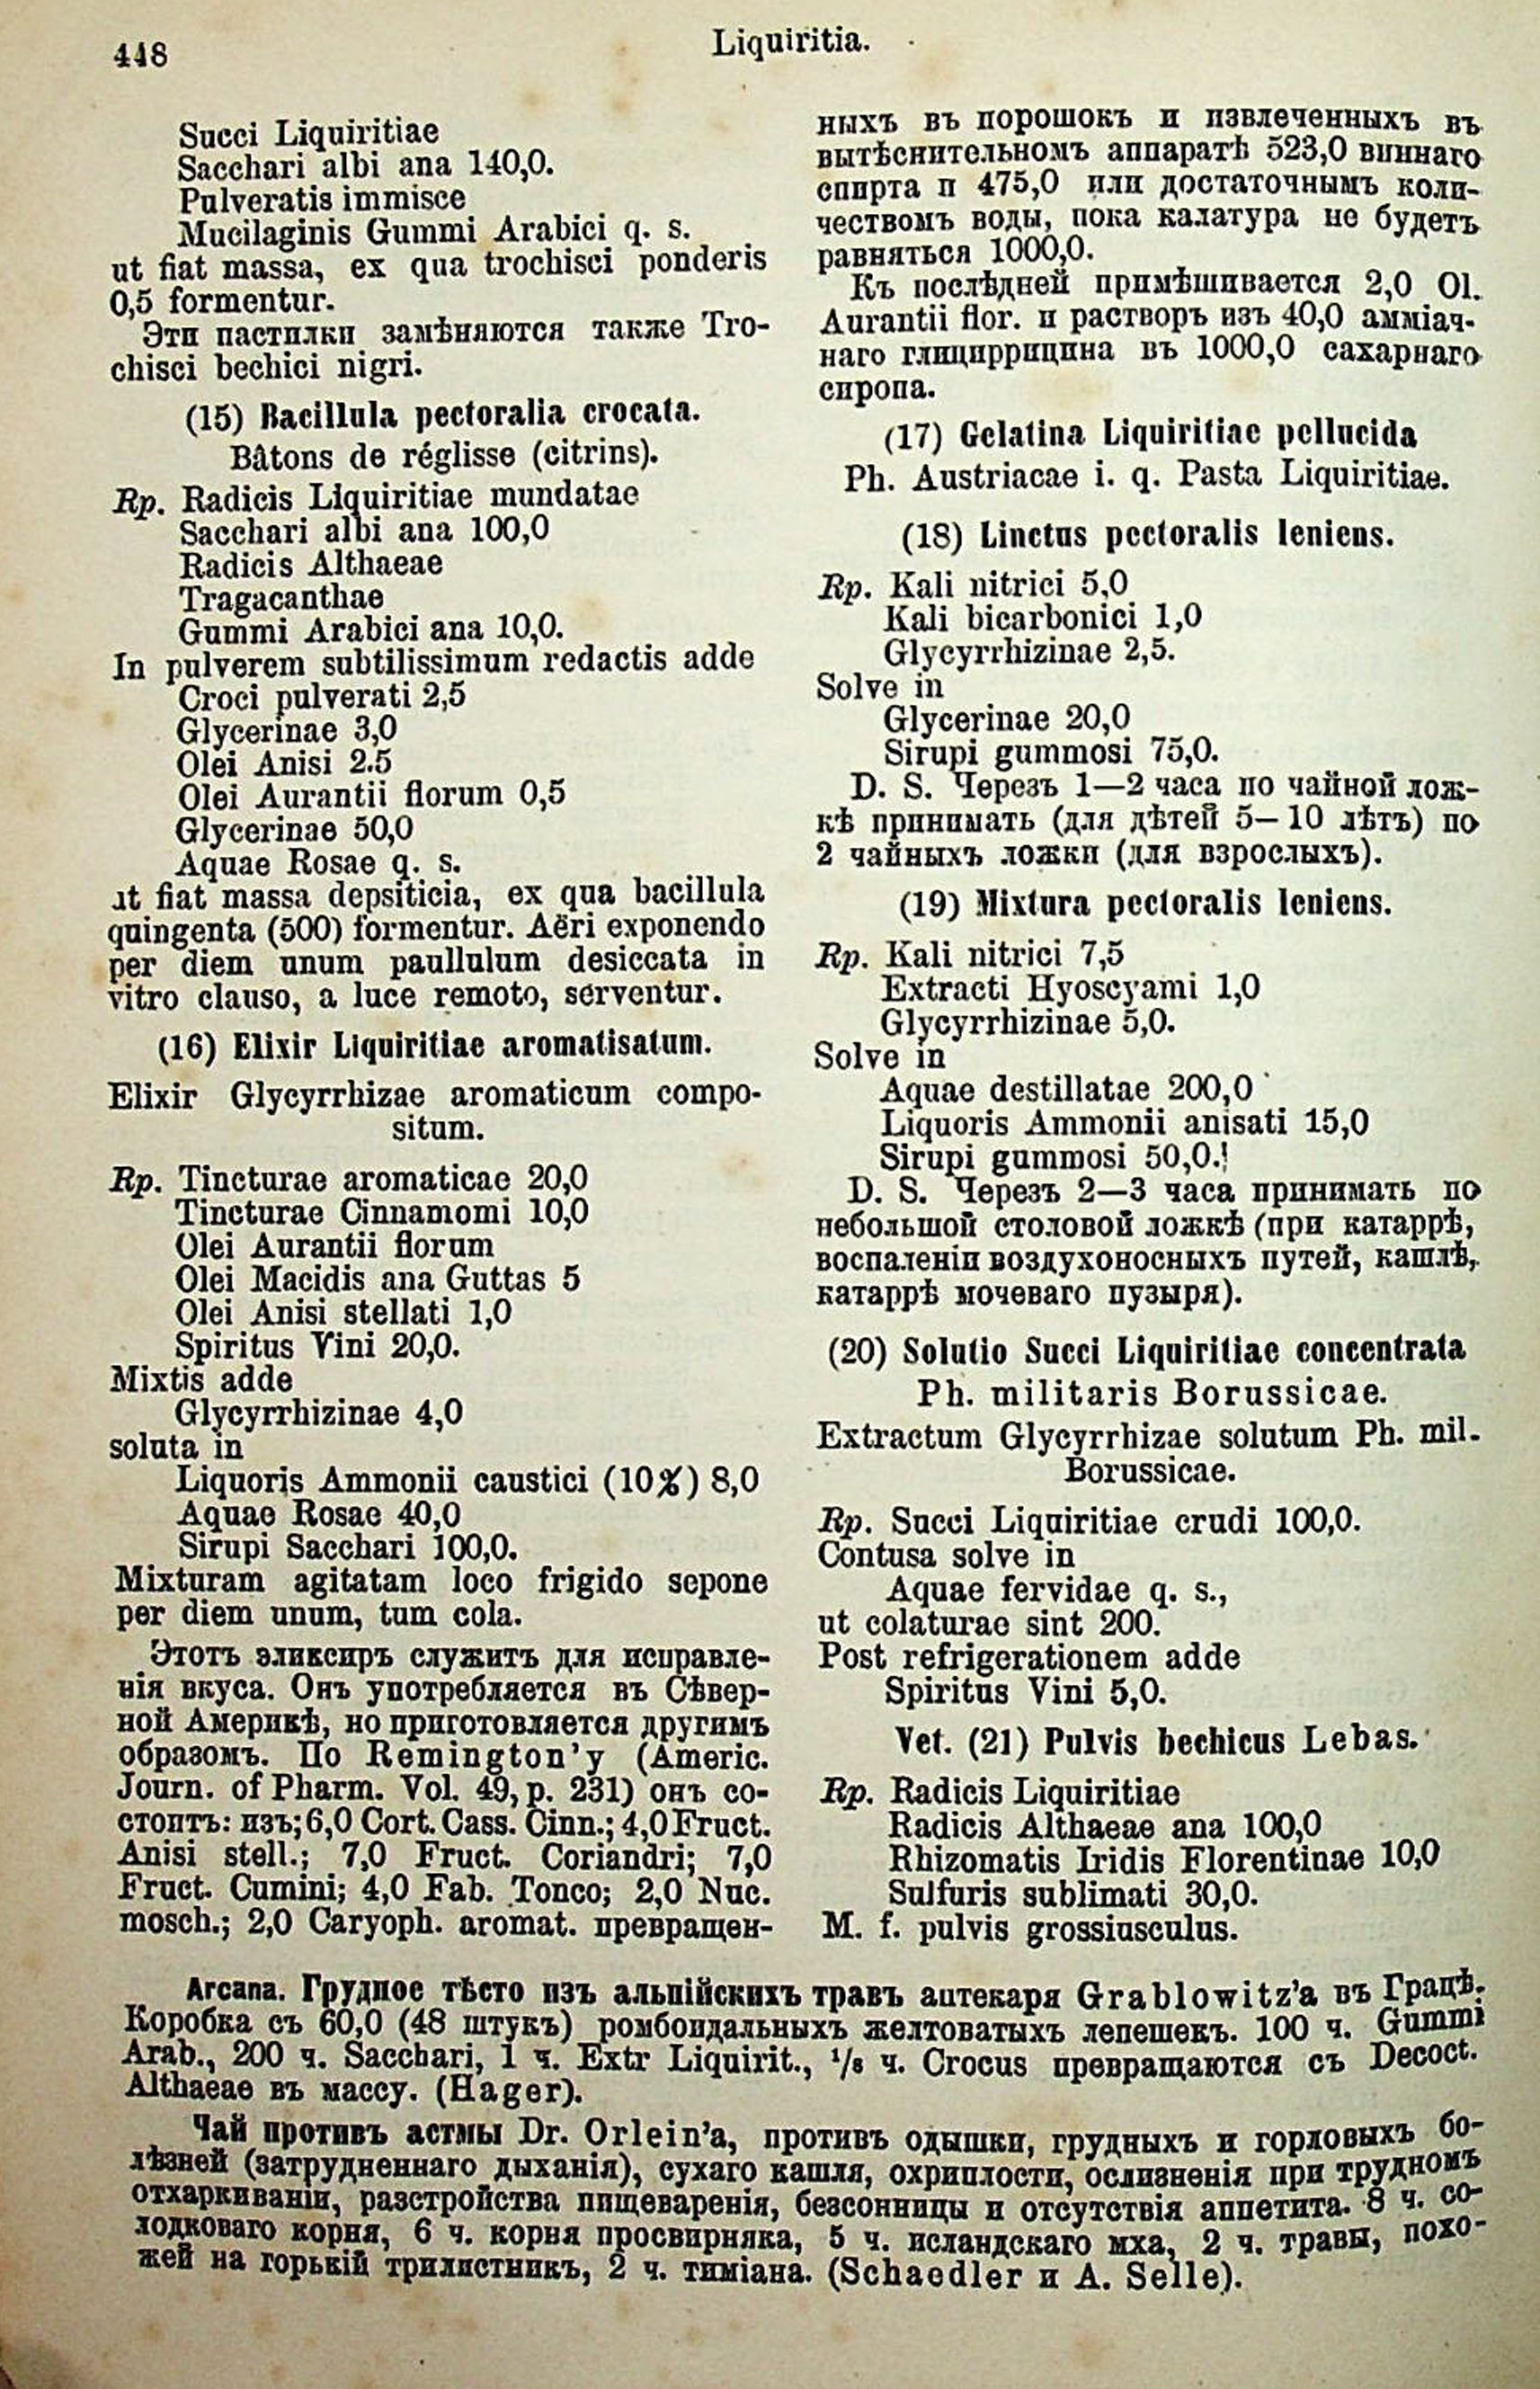 448
Liquiritia.
Succi Liquiritiae
Sacchari albi ana 140,0.
Pulveratis immisce
Mucilaginis Gummi Arabici q. s.
ut fiat massa, ex qua trochisci ponderis
0,5 formentur.
Эти пастилки замѣняются также Tro-
chisci bechici nigri.
(15) Bacillula pectoralia crocata.
Bâtons de réglisse (citrins).
Rp. Radicis Liquiritiae mundatae
Sacchari albi ana 100,0
Radicis Althaeae
Tragacanthae
Gummi Arabici ana 10,0.
In pulverem subtilissimum redactis adde
Croci pulverati 2,5
Glycerinae 3,0
Olei Anisi 2.5
Olei Aurantii florum 0,5
Glycerinae 50,0
Aquae Rosae q. s.
ut fiat massa depsiticia, ex qua bacillula
quingenta (500) formentur. Aëri exponendo
per diem unum paullulum desiccata in
vitro clauso, a luce remoto, serventur.
(16) Elixir Liquiritiae aromatisatum.
Elixir Glycyrrhizae aromaticum compo-
situm.
Rp. Tincturae aromaticae 20,0
Tincturae Cinnamomi 10,0
Olei Aurantii florum
Olei Macidis ana Guttas 5
Olei Anisi stellati 1,0
Spiritus Vini 20,0.
Mixtis adde
Glycyrrhizinae 4,0
soluta in
Liquoris Ammonii caustici (10%) 8,0
Aquae Rosae 40,0
Sirupi Sacchari 100,0.
Mixturam agitatam loco frigido sepone
per diem unum, tum cola.
Этотъ эликсиръ служитъ для исправле-
нія вкуса. Онъ употребляется въ Сѣвер-
ной Америкѣ, но приготовляется другимъ
образомъ. По Remington'у (Americ.
Journ. of Pharm. Vol. 49, p. 231) онъ со-
стоитъ: изъ; 6,0 Cort. Cass. Cinn.; 4,0 Fruct.
Anisi stell.; 7,0 Fruct. Coriandri; 7,0
Fruct. Cumini; 4,0 Fab. Tonco; 2,0 Nuc.
mosch.; 2,0 Caryoph. aromat. превращен-
ныхъ въ порошокъ и извлеченныхъ въ
вытѣснительномъ аппаратѣ 523,0 виннаго
спирта и 475,0 или достаточнымъ коли-
чествомъ воды, пока калатура не будетъ
равняться 1000,0.
Къ послѣдней примѣшивается 2,0 Ol.
Aurantii flor. и растворъ изъ 40,0 амміач-
наго глициррицина въ 1000,0 сахарнаго
сиропа.
(17) Gelatina Liquiritiae pellucida
Ph. Austriacae i. q. Pasta Liquiritiae.
(18) Linctus pectoralis leniens.
Rp. Kali nitrici 5,0
Kali bicarbonici 1,0
Glycyrrhizinae 2,5.
Solve in
Glycerinae 20,0
Sirupi gummosi 75,0.
D. S. Черезъ 1—2 часа по чайной лож-
кѣ принимать (для дѣтей 5—10 лѣтъ) по
2 чайныхъ ложки (для взрослыхъ).
(19) Mixtura pectoralis leniens.
Rp. Kali nitrici 7,5
Extracti Hyoscyami 1,0
Glycyrrhizinae 5,0.
Solve in
Aquae destillatae 200,0
Liquoris Ammonii anisati 15,0
Sirupi gummosi 50,0.
D. S. Черезъ 2—3 часа принимать по
небольшой столовой ложкѣ (при катаррѣ,
воспаленіи воздухоносныхъ путей, кашлѣ,
катаррѣ мочеваго пузыря).
(20) Solutio Succi Liquiritiae concentrata
Ph. militaris Borussicae.
Extractum Glycyrrhizae solutum Ph. mil.
Borussicae.
Rp. Succi Liquiritiae crudi 100,0.
Contusa solve in
Aquae fervidae q. s.,
ut colaturae sint 200.
Post refrigerationem adde
Spiritus Vini 5,0.
Vet. (21) Pulvis bechicus Lebas.
Rp. Radicis Liquiritiae
Radicis Althaeae ana 100,0
Rhizomatis Iridis Florentinae 10,0
Sulfuris sublimati 30,0.
M. f. pulvis grossiusculus.
Arcana. Грудное тѣсто изъ альпійскихъ травъ аптекаря Grablowitz'a въ Грацѣ.
Коробка съ 60,0 (48 штукъ) ромбоидальныхъ желтоватыхъ лепешекъ. 100 ч. Gummi
Arab., 200 ч. Sacchari, 1 ч. Extr Liquirit., 1/8 ч. Crocus превращаются съ Decoct.
Althaeae въ массу. (Hager).
Чай противъ астмы Dr. Orlein'a, противъ одышки, грудныхъ и горловыхъ бо-
лѣзней (затрудненнаго дыханія), сухаго кашля, охриплости, ослизненія при трудномъ
отхаркиваніи, разстройства пищеваренія, безсонницы и отсутствія аппетита. 8 ч. со-
лодковаго корня, 6 ч. корня просвирняка, 5 ч. исландскаго мха, 2 ч. травы, похо-
жей на горькій трилистникъ, 2 ч. тиміана. (Schaedler и A. Selle).